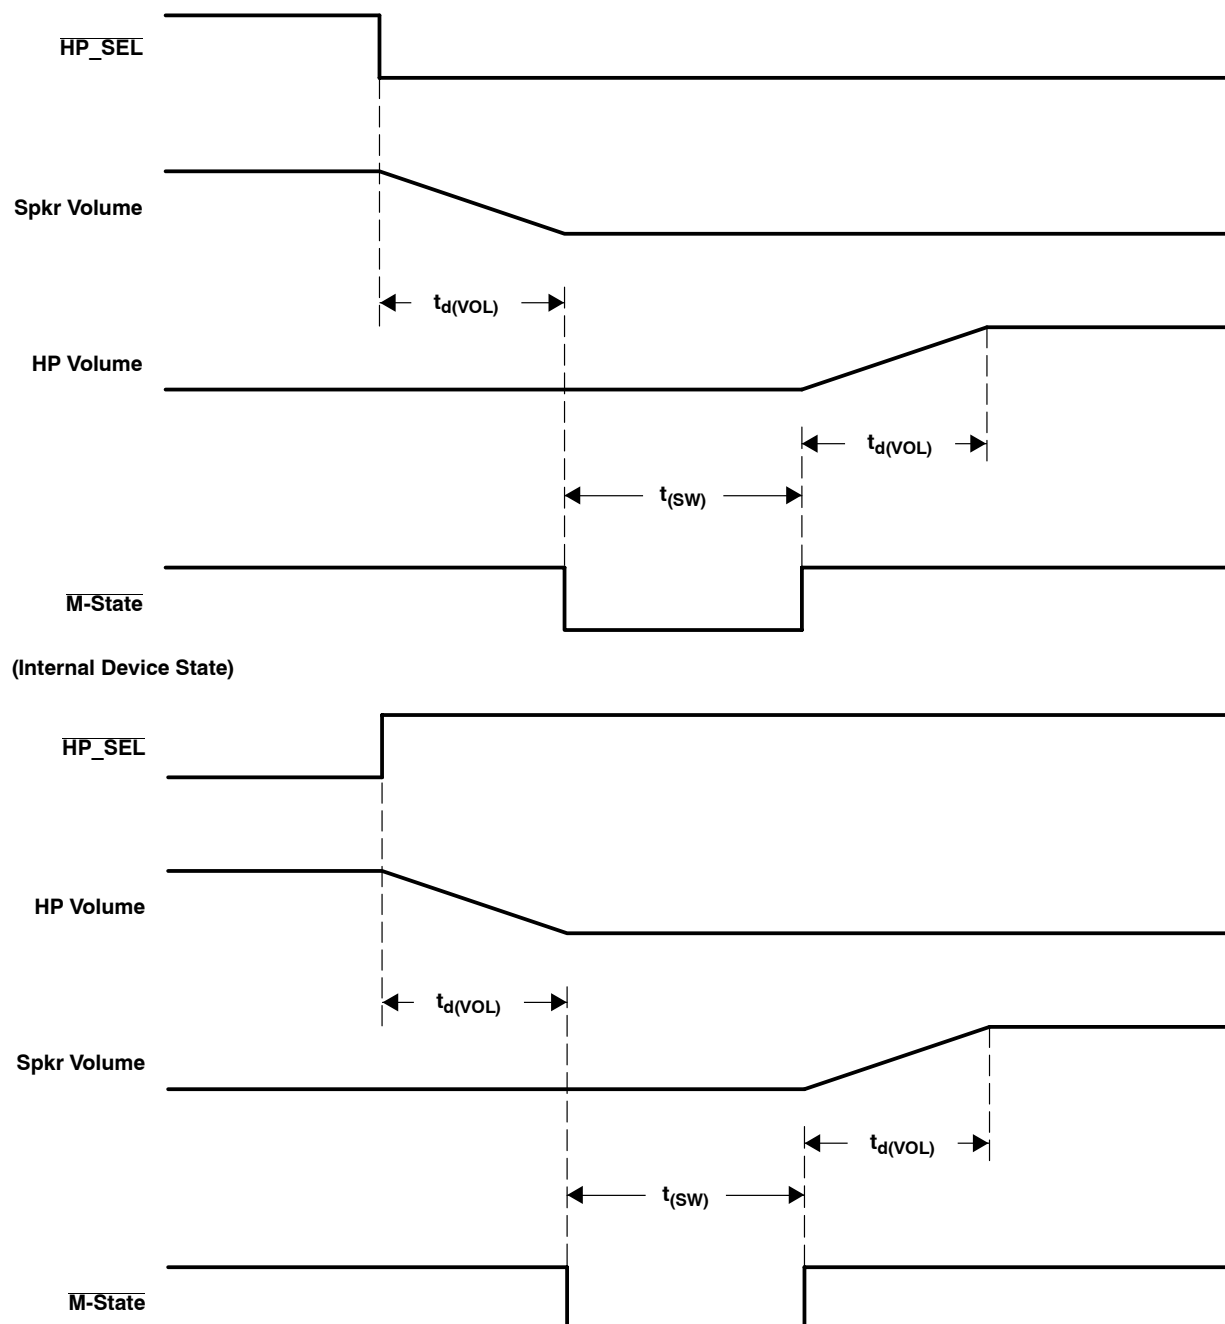 HP_SEL
Spkr Volume
td(VOL)
HP Volume
td(VOL)
t(SW)
M-State
(Internal Device State)
HP_SEL
HP Volume
td(VOL)
Spkr Volume
td(VOL)
t(SW)
M-State